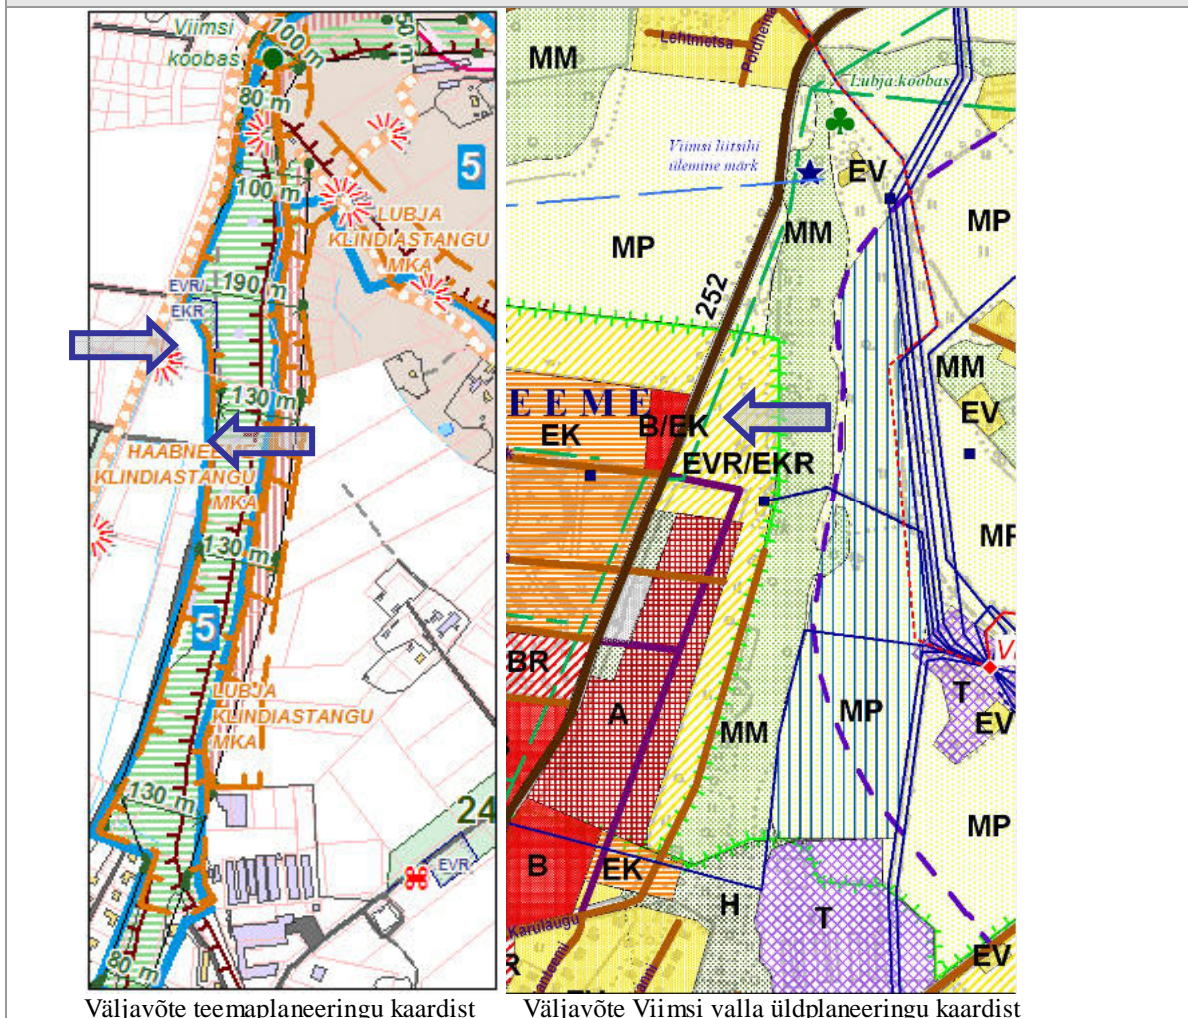 Viimsi
koobas
100 m
50 m
80 m
5
100 m
LUBJA
KLINDIASTANGU
MKA
190 m
EVR/
EKR
130 m
HAABNEEME
KLINDIASTANGU
MKA
130 m
5
LUBJA
KLINDIASTANGU
MKA
130 m
24
EVR
80 m
Väljavõte teemaplaneeringu kaardist
Lehtmetsa
MM
Lubja koobas
Viimsi liitsihi
ülemine märk
EV
MP
MM
MP
252
MM
E E M E
EV
B/EK
EK
EVR/EKR
MP
BR
T
A
MP
EV
MM
MP
B
EK
H
T
Karulaugu
EV
R
Väljavõte Viimsi valla üldplaneeringu kaardist